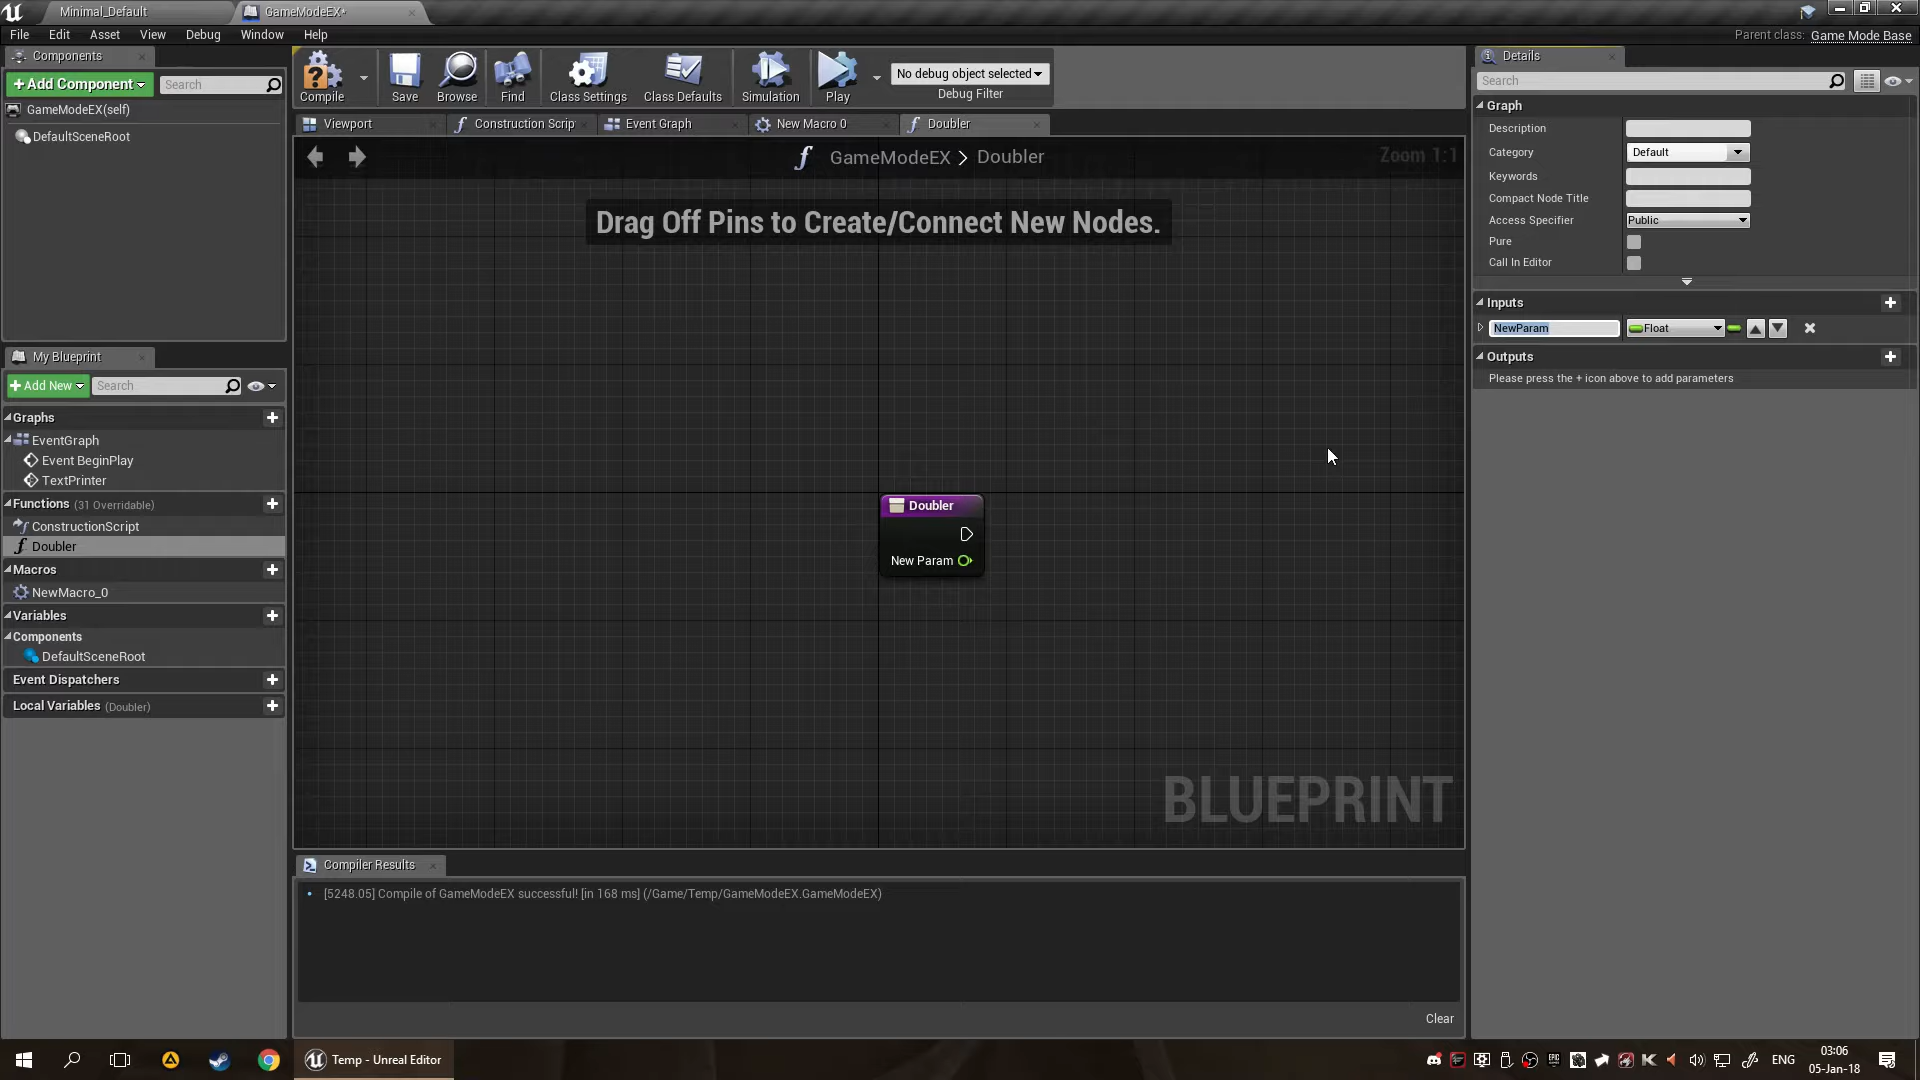 Minimal_Default
GameModeEX*
File Edit Asset View Debug Window Help
Parent class: Game Mode Base
Components
+Add Component
Search
GameModeEX(self)
DefaultSceneRoot
Compile
Save
Browse
Find
Class Settings
Class Defaults
Simulation
Play
No debug object selected
Debug Filter
Viewport
Construction Scrip
Event Graph
New Macro 0
Doubler
GameModeEX > Doubler
Zoom 1:1
Drag Off Pins to Create/Connect New Nodes.
Doubler
New Param
BLUEPRINT
My Blueprint
+Add New
Search
Graphs
EventGraph
Event BeginPlay
TextPrinter
Functions (31 Overridable)
ConstructionScript
Doubler
Macros
NewMacro_0
Variables
Components
DefaultSceneRoot
Event Dispatchers
Local Variables (Doubler)
Compiler Results
[5248.05] Compile of GameModeEX successful! [in 168 ms] (/Game/Temp/GameModeEX.GameModeEX)
Clear
Details
Search
Graph
Description
Category Default
Keywords
Compact Node Title
Access Specifier Public
Pure
Call In Editor
Inputs
NewParam Float
Outputs
Please press the + icon above to add parameters
Temp - Unreal Editor
ENG
03:06
05-Jan-18